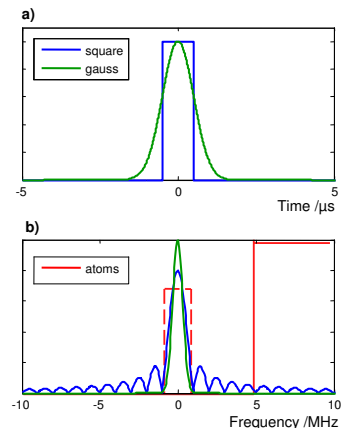 a)
square
gauss
-5 0 5
Time /µs
b)
atoms
-10 -5 0 5 10
Frequency /MHz